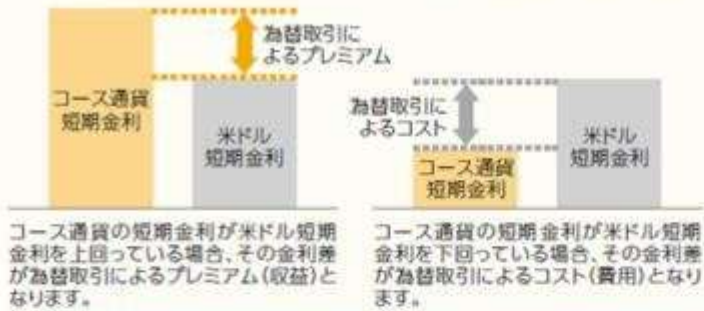 為替取引に
よるプレミアム
コース通貨
短期金利
米ドル
短期金利
コース通貨の短期金利が米ドル短期
金利を上回っている場合、その金利差
が為替取引によるプレミアム(収益)と
なります。
為替取引に
よるコスト
コース通貨
短期金利
米ドル
短期金利
コース通貨の短期金利が米ドル短期
金利を下回っている場合、その金利差
が為替取引によるコスト(費用)となり
ます。